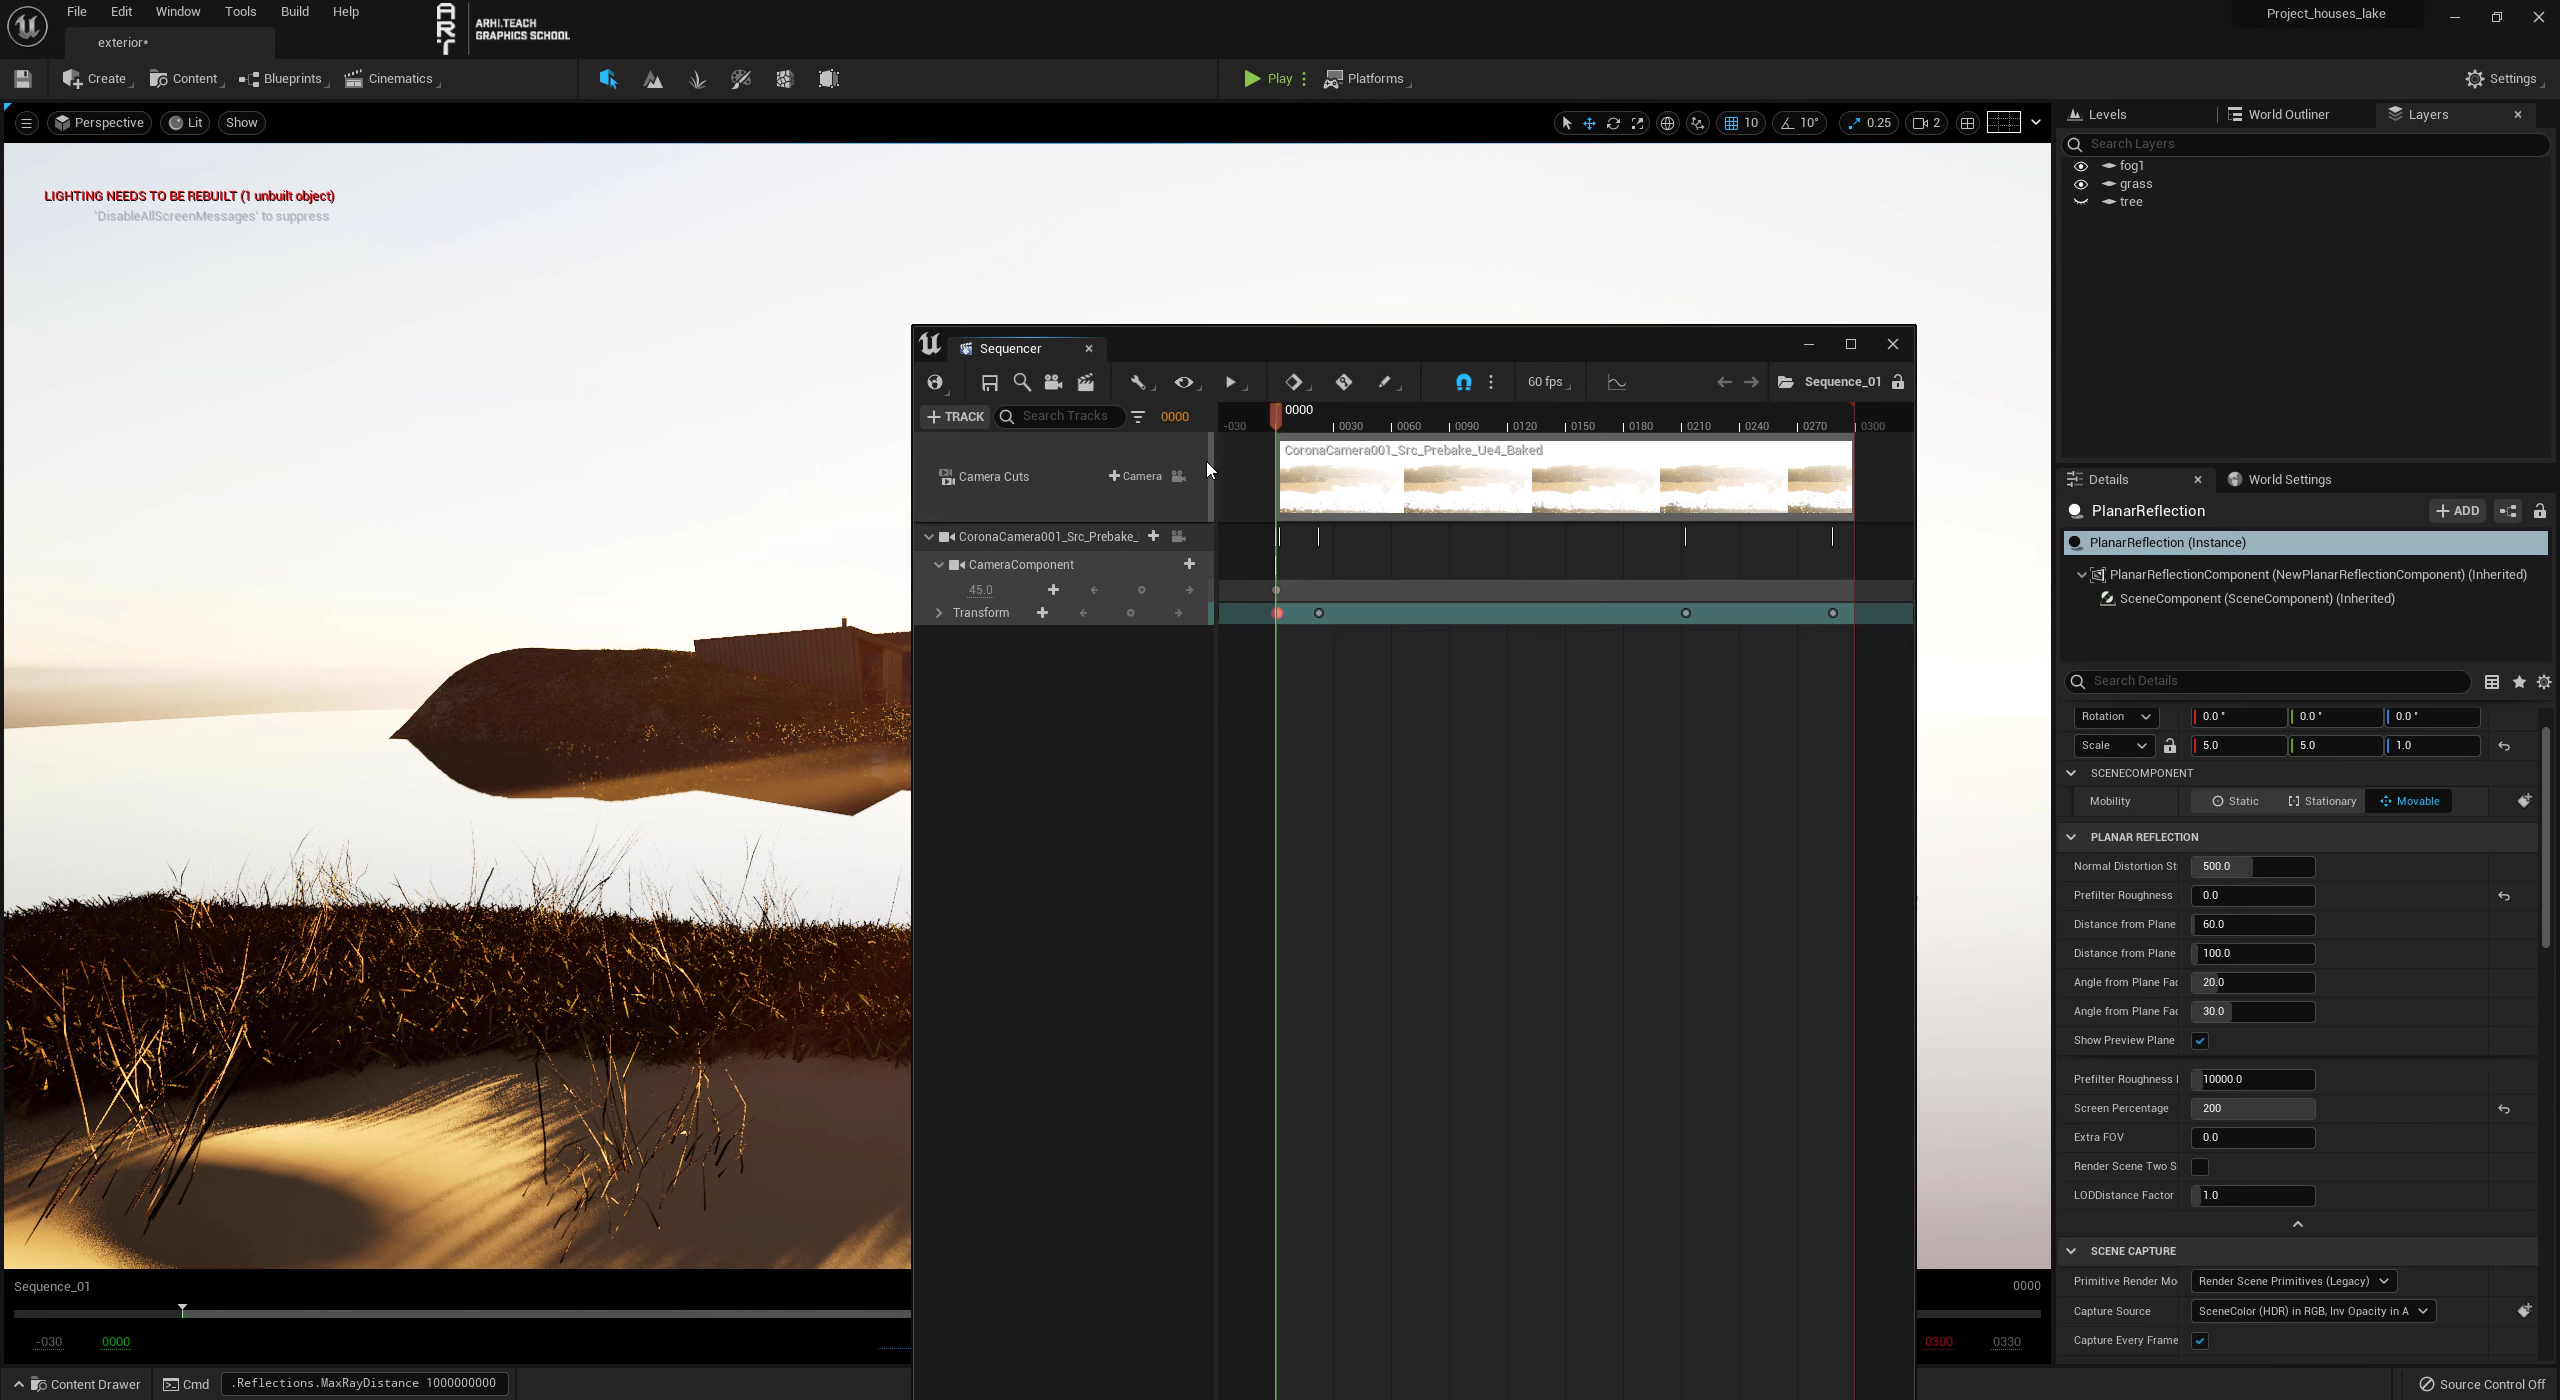 File Edit Window Tools Build Help
Project_houses_lake
ART ARHI.TEACH
GRAPHICS SCHOOL
exterior*
Create Content Blueprints Cinematics Play Platforms Settings
Perspective Lit Show 10 10° 0.25 2
Levels World Outliner Layers
Search Layers
fog1
grass
tree
LIGHTING NEEDS TO BE REBUILT (1 unbuilt object)
'DisableAllScreenMessages' to suppress
Sequencer
60 fps Sequence_01
TRACK Search Tracks 0000
0000
-030 0030 0060 0090 0120 0150 0180 0210 0240 0270 0300
CoronaCamera001_Src_Prebake_Ue4_Baked
Camera Cuts Camera
CoronaCamera001_Src_Prebake_
CameraComponent
45.0
Transform
Details World Settings
PlanarReflection ADD
PlanarReflection (Instance)
PlanarReflectionComponent (NewPlanarReflectionComponent) (Inherited)
SceneComponent (SceneComponent) (Inherited)
Search Details
Rotation 0.0 ° 0.0 ° 0.0 °
Scale 5.0 5.0 1.0
SCENECOMPONENT
Mobility Static Stationary Movable
PLANAR REFLECTION
Normal Distortion St 500.0
Prefilter Roughness 0.0
Distance from Plane 60.0
Distance from Plane 100.0
Angle from Plane Fac 20.0
Angle from Plane Fac 30.0
Show Preview Plane
Prefilter Roughness 10000.0
Screen Percentage 200
Extra FOV 0.0
Render Scene Two S
LODDistance Factor 1.0
SCENE CAPTURE
Primitive Render Mo Render Scene Primitives (Legacy)
Capture Source SceneColor (HDR) in RGB, Inv Opacity in A
Capture Every Frame
Sequence_01 0000
-030 0000 0300 0330
Content Drawer Cmd .Reflections.MaxRayDistance 1000000000 Source Control Off